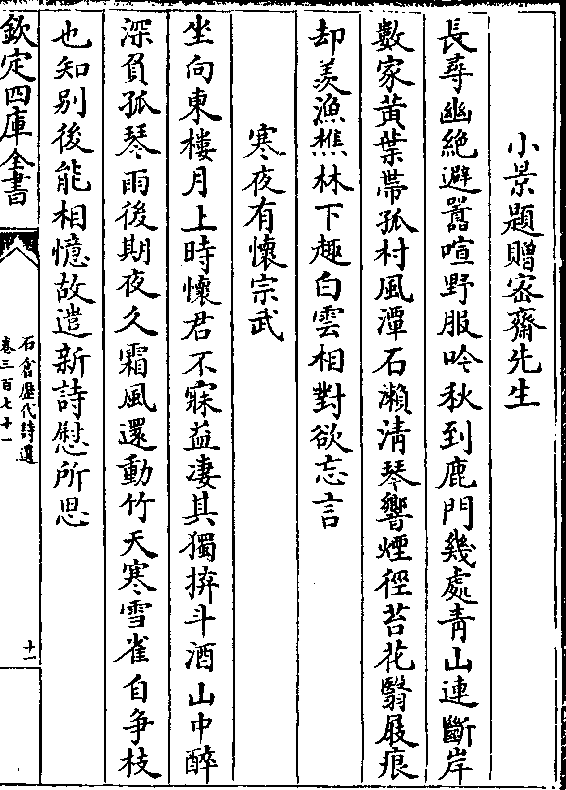 小景題贈宻齋先生
長尋幽絶避囂喧野服吟秋到鹿門幾處青山連斷岸
數家黄葉帶孤村風潭石瀨清琴響煙徑苔花翳屐痕
却羡漁樵林下趣白雲相對欲忘言
寒夜有懷宗武
坐向東樓月上時懷君不寐益凄其獨拚斗酒山中醉
深負孤琴雨後期夜久霜風還動竹天寒雪雀自争枝
也知别後能相憶故遣新詩慰所思
欽定四庫全書
石倉歷代詩選
卷三百七十一
十一